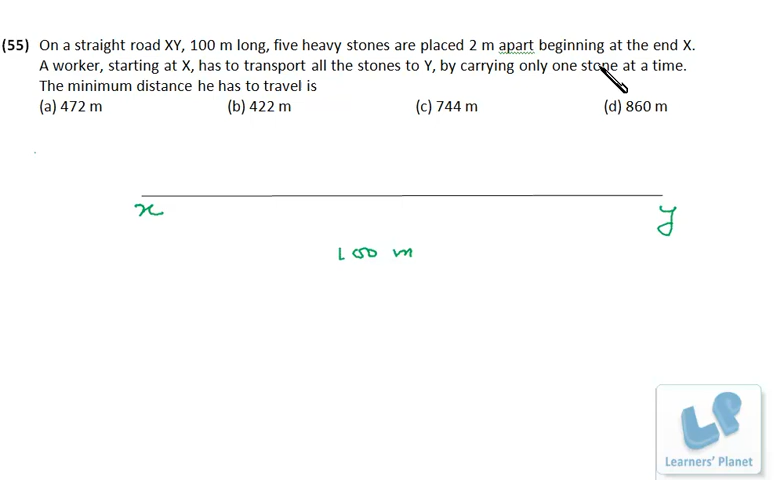 (55) On a straight road XY, 100 m long, five heavy stones are placed 2 m apart beginning at the end X.
A worker, starting at X, has to transport all the stones to Y, by carrying only one stone at a time.
The minimum distance he has to travel is
(a) 472 m (b) 422 m (c) 744 m (d) 860 m
x y
100 m
LP
Learners' Planet